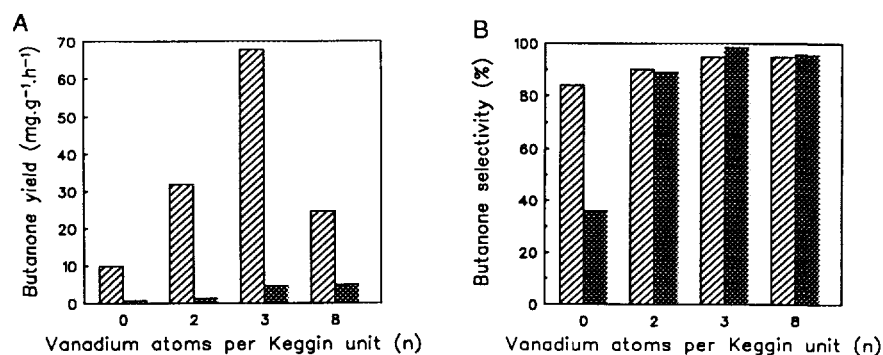 A
Butanone yield (mg.g⁻¹.h⁻¹)
70
60
50
40
30
20
10
0
0 2 3 8
Vanadium atoms per Keggin unit (n)
B
Butanone selectivity (%)
100
80
60
40
20
0
0 2 3 8
Vanadium atoms per Keggin unit (n)